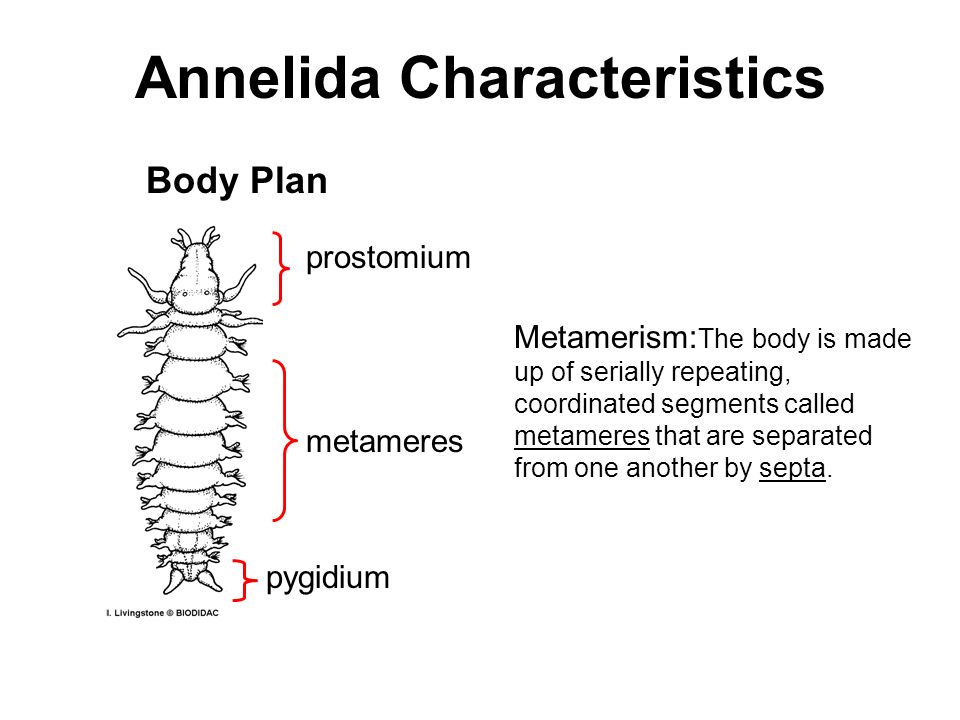 Annelida Characteristics
Body Plan
prostomium
Metamerism:The body is made
up of serially repeating,
coordinated segments called
metameres that are separated
from one another by septa.
metameres
pygidium
I. Livingstone © BIODIDAC